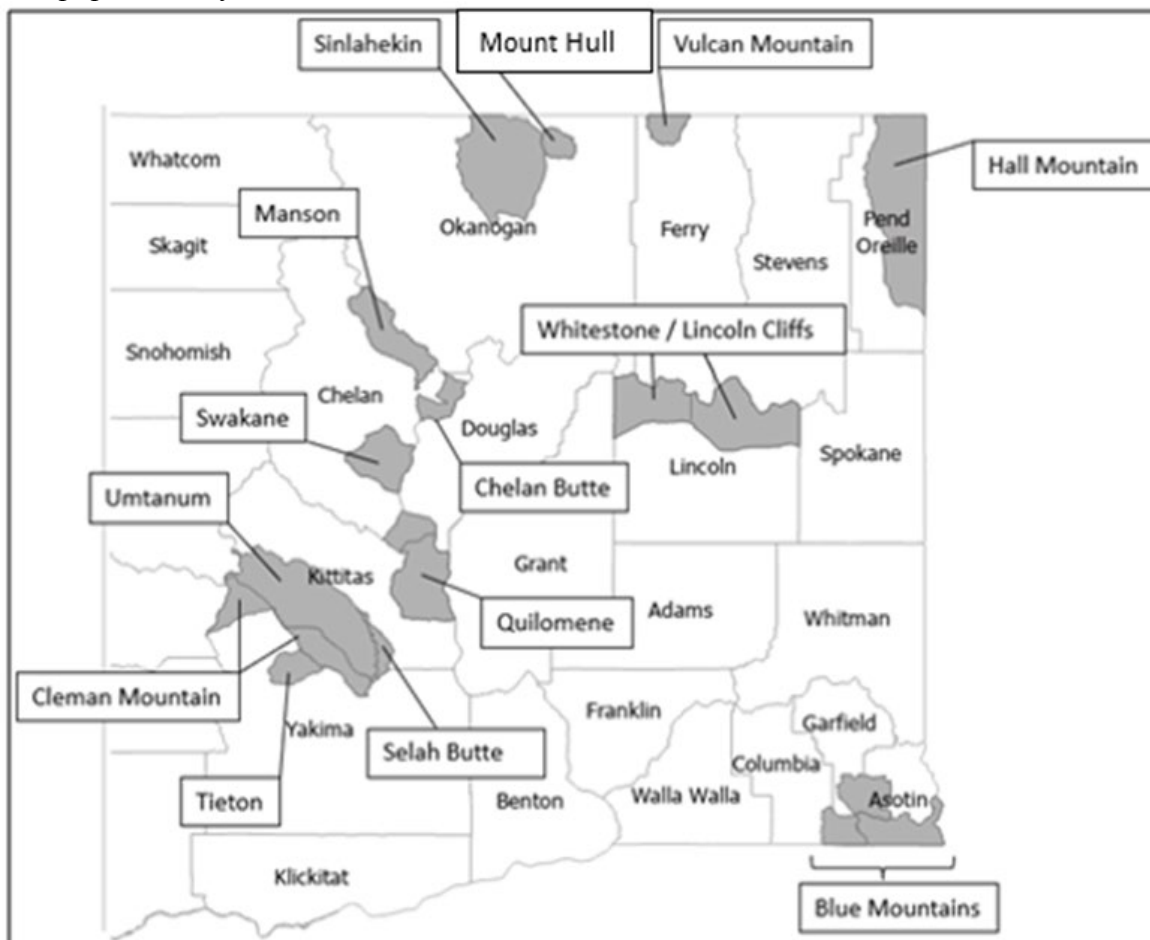 Sinlahekin
Mount Hull
Vulcan Mountain
Whatcom
Hall Mountain
Manson
Skagit
Okanogan
Ferry
Pend
Oreille
Stevens
Snohomish
Whitestone / Lincoln Cliffs
Chelan
Swakane
Douglas
Lincoln
Spokane
Umtanum
Chelan Butte
Grant
Kittitas
Adams
Whitman
Quilomene
Cleman Mountain
Franklin
Garfield
Yakima
Selah Butte
Columbia
Tieton
Benton
Walla Walla
Asotin
Klickitat
Blue Mountains